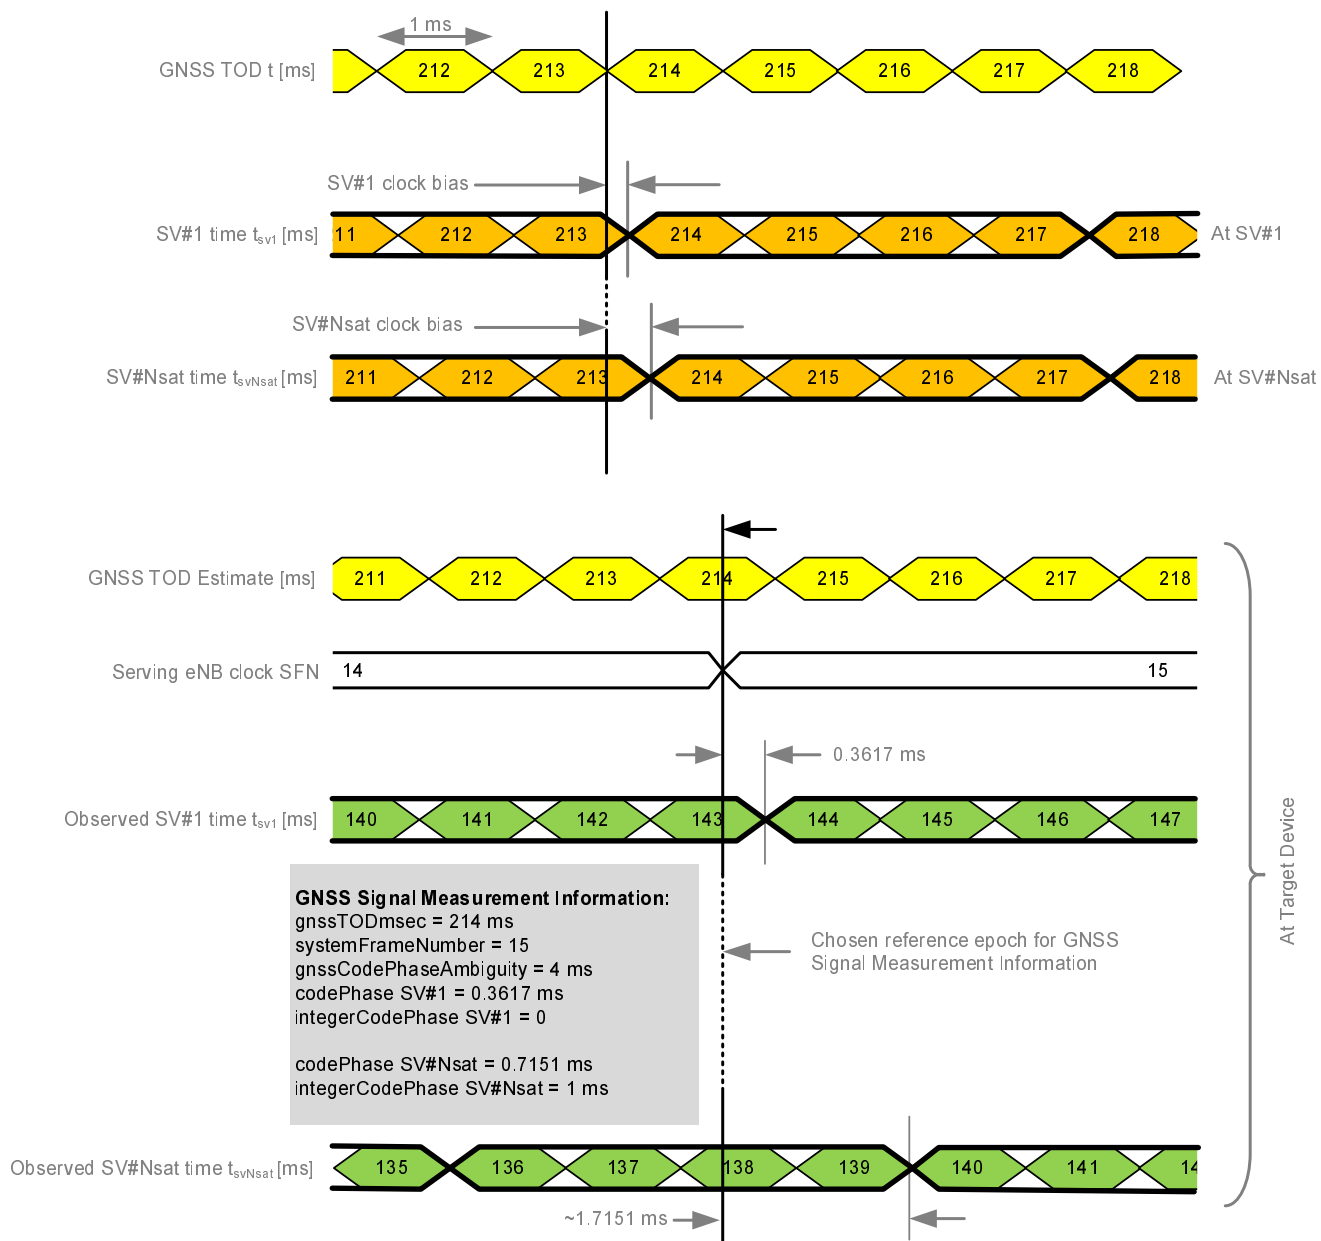 1 ms
GNSS TOD t [ms] 212 213 214 215 216 217 218
SV#1 clock bias
SV#1 time tsv1 [ms] 11 212 213 214 215 216 217 218 At SV#1
SV#Nsat clock bias
SV#Nsat time tsvNsat [ms] 211 212 213 214 215 216 217 218 At SV#Nsat
GNSS TOD Estimate [ms] 211 212 213 214 215 216 217 218
Serving eNB clock SFN 14 15
0.3617 ms
Observed SV#1 time tsv1 [ms] 140 141 142 143 144 145 146 147
At Target Device
GNSS Signal Measurement Information:
gnssTODmsec = 214 ms
systemFrameNumber = 15
gnssCodePhaseAmbiguity = 4 ms
codePhase SV#1 = 0.3617 ms
integerCodePhase SV#1 = 0
codePhase SV#Nsat = 0.7151 ms
integerCodePhase SV#Nsat = 1 ms
Chosen reference epoch for GNSS
Signal Measurement Information
Observed SV#Nsat time tsvNsat [ms] 135 136 137 138 139 140 141 14
~1.7151 ms